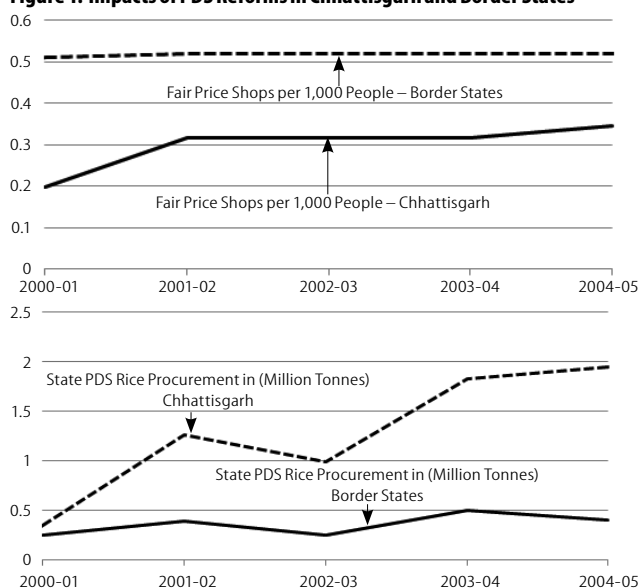 Figure 1: Impacts of PDS Reforms in Chhattisgarh and Border States
0.6
0.5
Fair Price Shops per 1,000 People – Border States
0.4
0.3
0.2
Fair Price Shops per 1,000 People – Chhattisgarh
0.1
0
2000-01 2001-02 2002-03 2003-04 2004-05
2.5
2
State PDS Rice Procurement in (Million Tonnes)
Chhattisgarh
1.5
1
State PDS Rice Procurement in (Million Tonnes)
Border States
0.5
0
2000-01 2001-02 2002-03 2003-04 2004-05